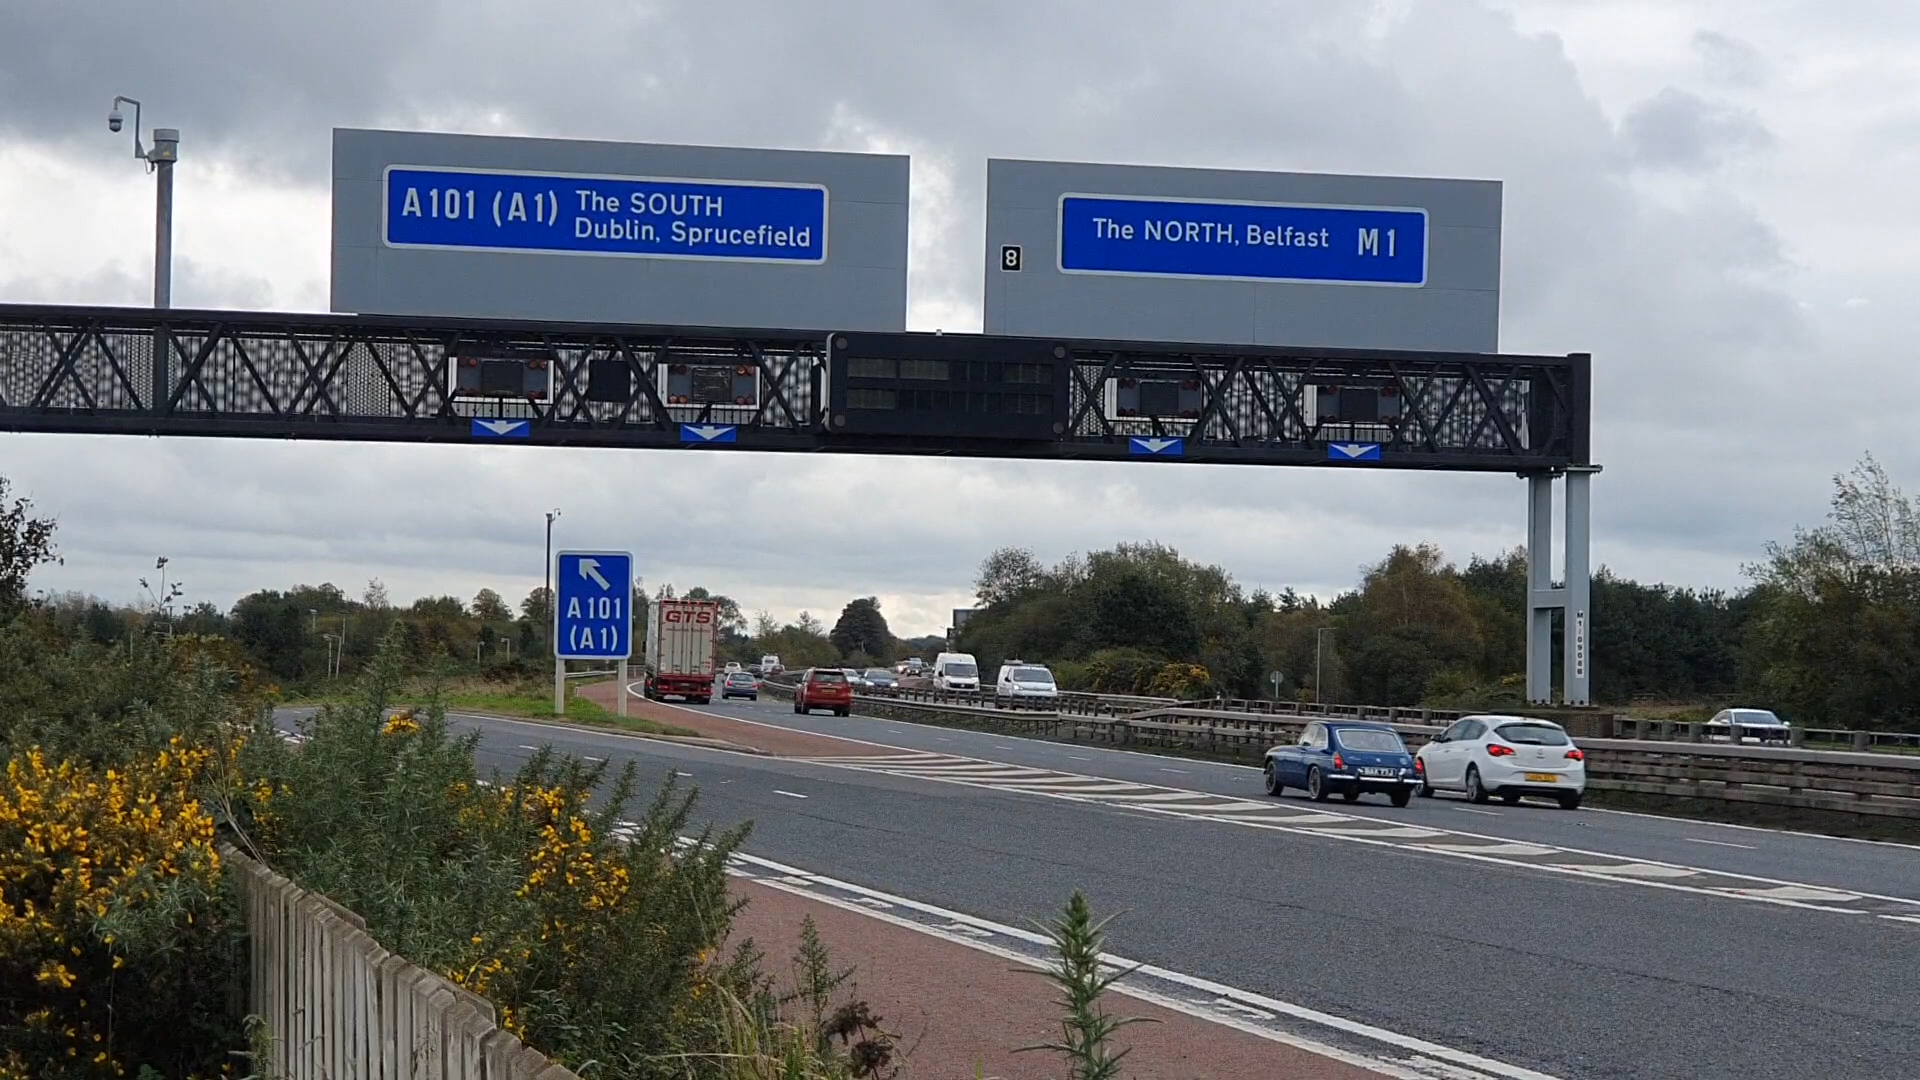 A101 (A1)
The SOUTH
Dublin, Sprucefield
8
The NORTH, Belfast
M1
A101
(A1)
GTS